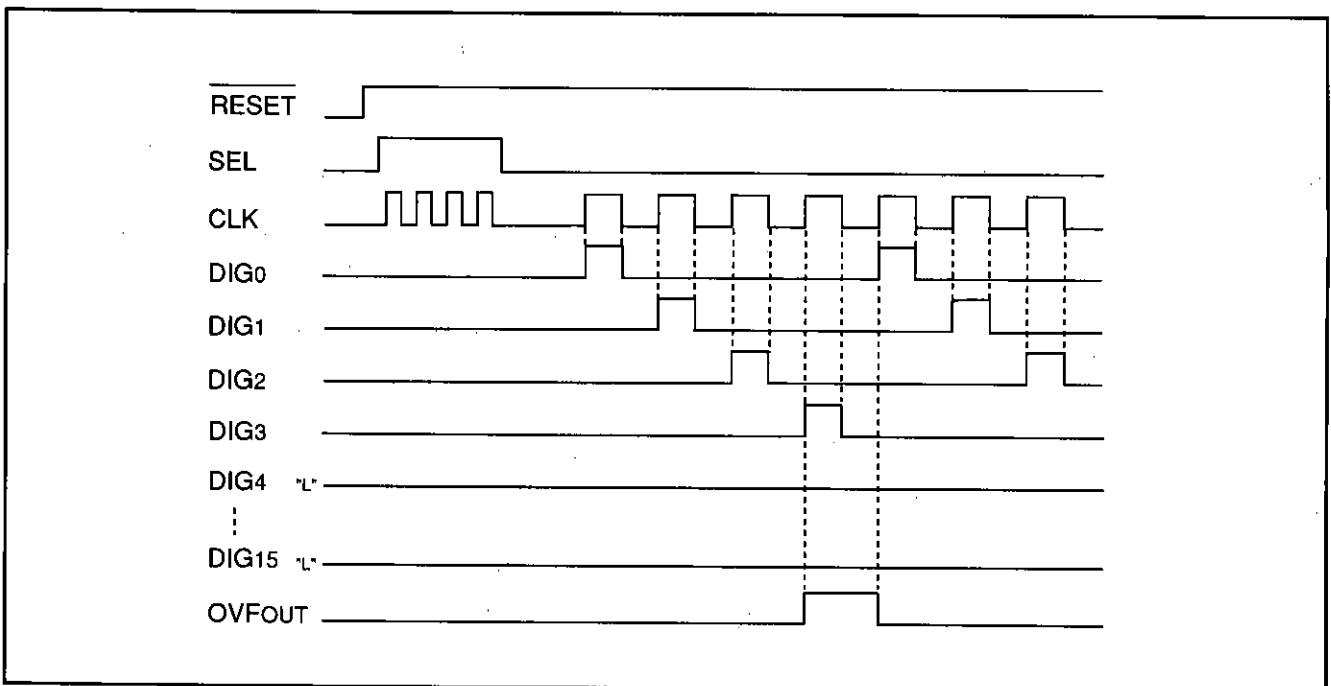 RESET
SEL
CLK
DIG0
DIG1
DIG2
DIG3
DIG4 "L"
DIG15 "L"
OVFOUT